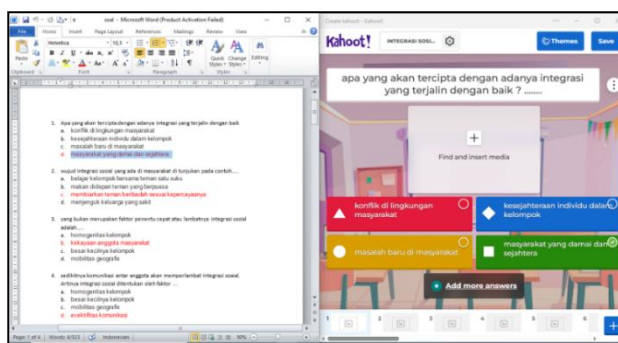 soal - Microsoft Word (Product Activation Failed)
File Home Insert Page Layout References Mailings Review View
Helvetica 10,5
Paste
Quick Styles Change Styles Editing
Clipboard Font Paragraph Styles
1. Apa yang akan tercipta dengan adanya integrasi yang terjalin dengan baik
a. konflik di lingkungan masyarakat
b. kesejahteraan individu dalam kelompok
c. masalah baru di masyarakat
d. masyarakat yang damai dan sejahtera
2. wujud integrasi sosial yang ada di masyarakat di tunjukan pada contoh....
a. belajar kelompok bersama teman satu suku
b. makan didepan teman yang berpuasa
c. membiarkan teman beribadah sesuai kepercayaanya
d. menjenguk keluarga yang sakit
3. yang bukan merupakan faktor penentu cepat atau lambatnya integrasi sosial
adalah....
a. homogenitas kelompok
b. kekayaan anggota masyarakat
c. besar kecilnya kelompok
d. mobilitas geografis
4. sedikitnya komunikasi antar anggota akan memperlambat integrasi sosial.
Artinya integrasi sosial ditentukan oleh faktor ....
a. homogenitas kelompok
b. besar kecilnya kelompok
c. mobilitas geografis
d. evektifitas komunikasi
Page: 1 of 4 Words: 6/523 Indonesian 90%
Create kahoot - Kahoot!
Kahoot! INTEGRASI SOSI... Themes Save
apa yang akan tercipta dengan adanya integrasi
yang terjalin dengan baik ? ........
Find and insert media
konflik di lingkungan
masyarakat
kesejahteraan individu dalam
kelompok
masalah baru di masyarakat
masyarakat yang damai dan
sejahtera
Add more answers
1 2 3 4 5 6